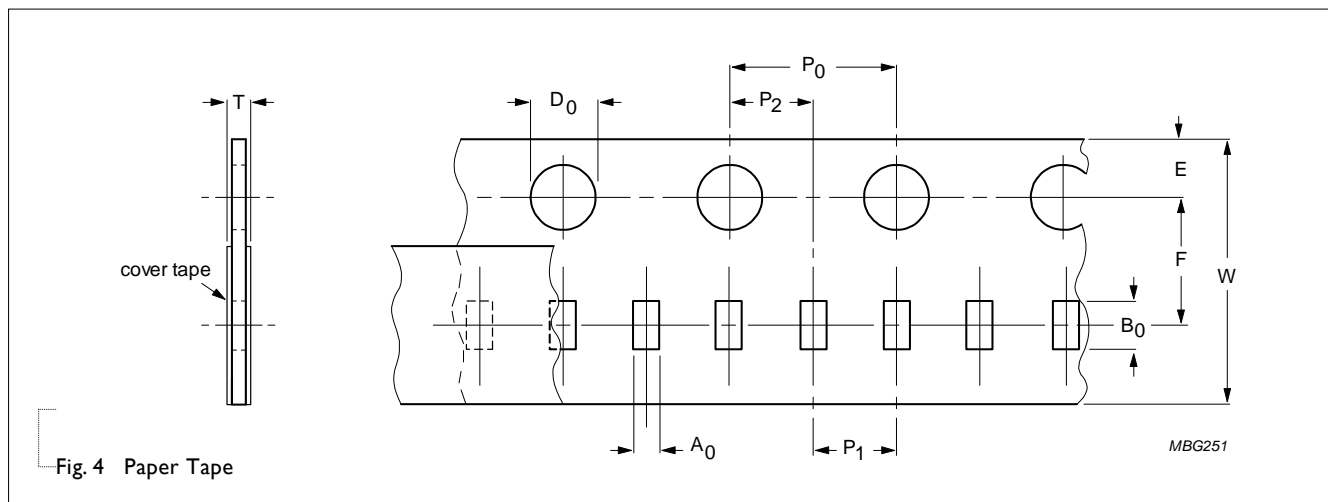 P0
T
D0
P2
E
F
W
cover tape
B0
A0
P1
MBG251
Fig. 4 Paper Tape